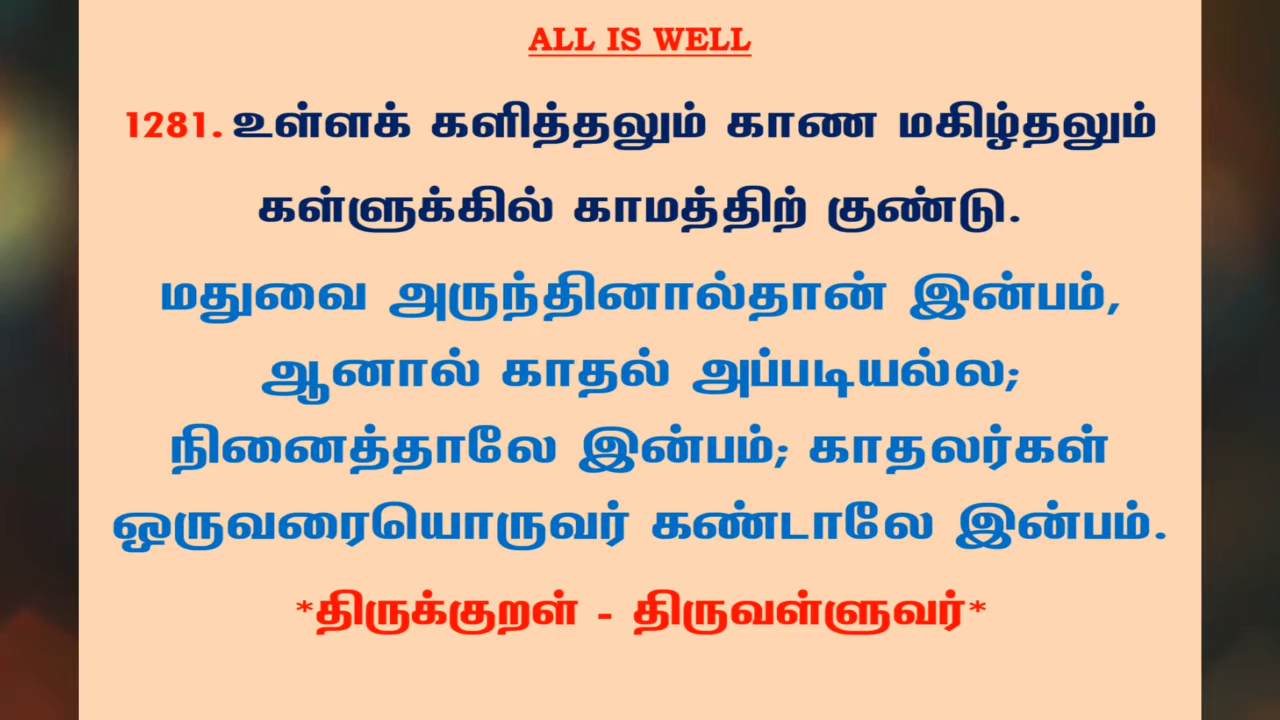 ALL IS WELL
1281. உள்ளக் களித்தலும் காண மகிழ்தலும்
கள்ளுக்கில் காமத்திற் குண்டு.
மதுவை அருந்தினால்தான் இன்பம்,
ஆனால் காதல் அப்படியல்ல;
நினைத்தாலே இன்பம்; காதலர்கள்
ஒருவரையொருவர் கண்டாலே இன்பம்.
*திருக்குறள் - திருவள்ளுவர்*